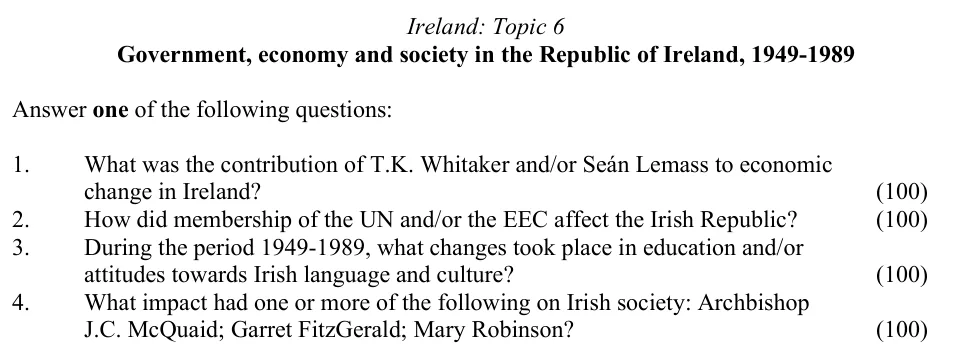 Ireland: Topic 6
Government, economy and society in the Republic of Ireland, 1949-1989
Answer one of the following questions:
1. What was the contribution of T.K. Whitaker and/or Seán Lemass to economic
change in Ireland? (100)
2. How did membership of the UN and/or the EEC affect the Irish Republic? (100)
3. During the period 1949-1989, what changes took place in education and/or
attitudes towards Irish language and culture? (100)
4. What impact had one or more of the following on Irish society: Archbishop
J.C. McQuaid; Garret FitzGerald; Mary Robinson? (100)